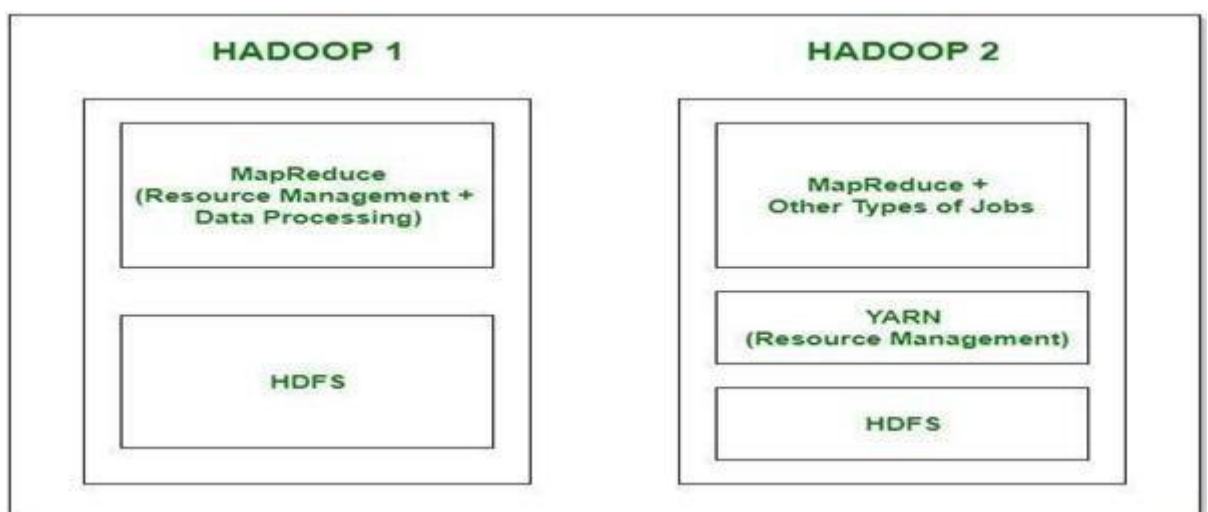 HADOOP 1
MapReduce
(Resource Management +
Data Processing)
HDFS
HADOOP 2
MapReduce +
Other Types of Jobs
YARN
(Resource Management)
HDFS